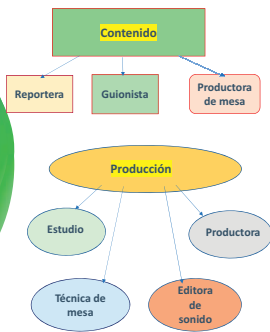 Contenido
Reportera
Guionista
Productora
de mesa
Producción
Estudio
Productora
Técnica de
mesa
Editora
de
sonido